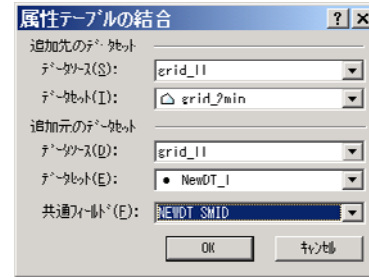 属性テーブルの結合
追加先のデータセット
データソース(S):
grid_ll
データセット(I):
grid_2min
追加元のデータセット
データソース(D):
grid_ll
データセット(E):
NewDT_I
共通フィールド(F):
NEWDT SMID
OK
キャンセル